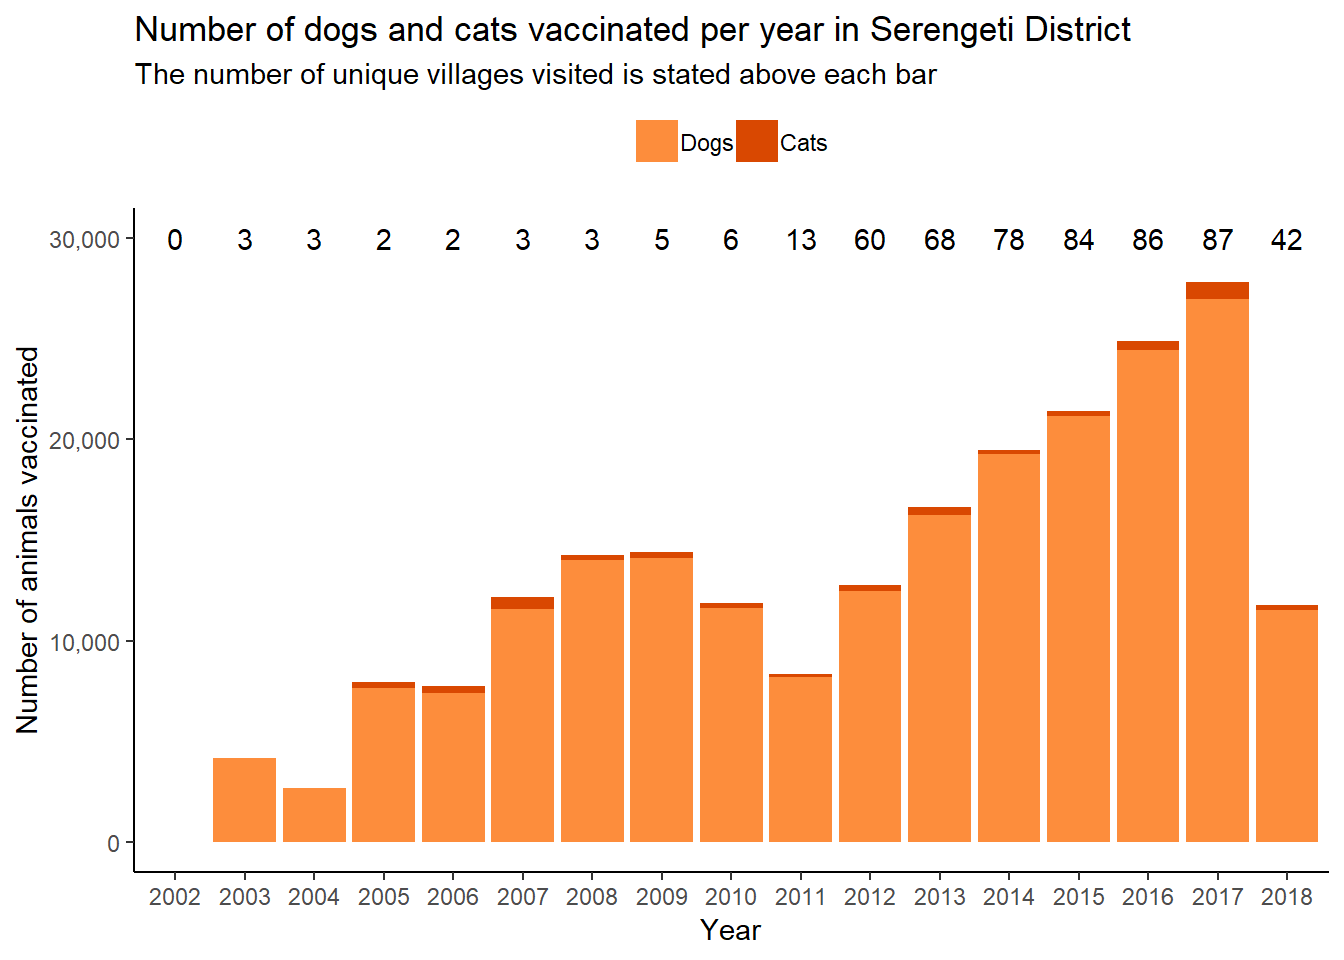 Number of dogs and cats vaccinated per year in Serengeti District
The number of unique villages visited is stated above each bar
Dogs Cats
30,000
0 3 3 2 2 3 3 5 6 13 60 68 78 84 86 87 42
20,000
10,000
0
Number of animals vaccinated
2002 2003 2004 2005 2006 2007 2008 2009 2010 2011 2012 2013 2014 2015 2016 2017 2018
Year